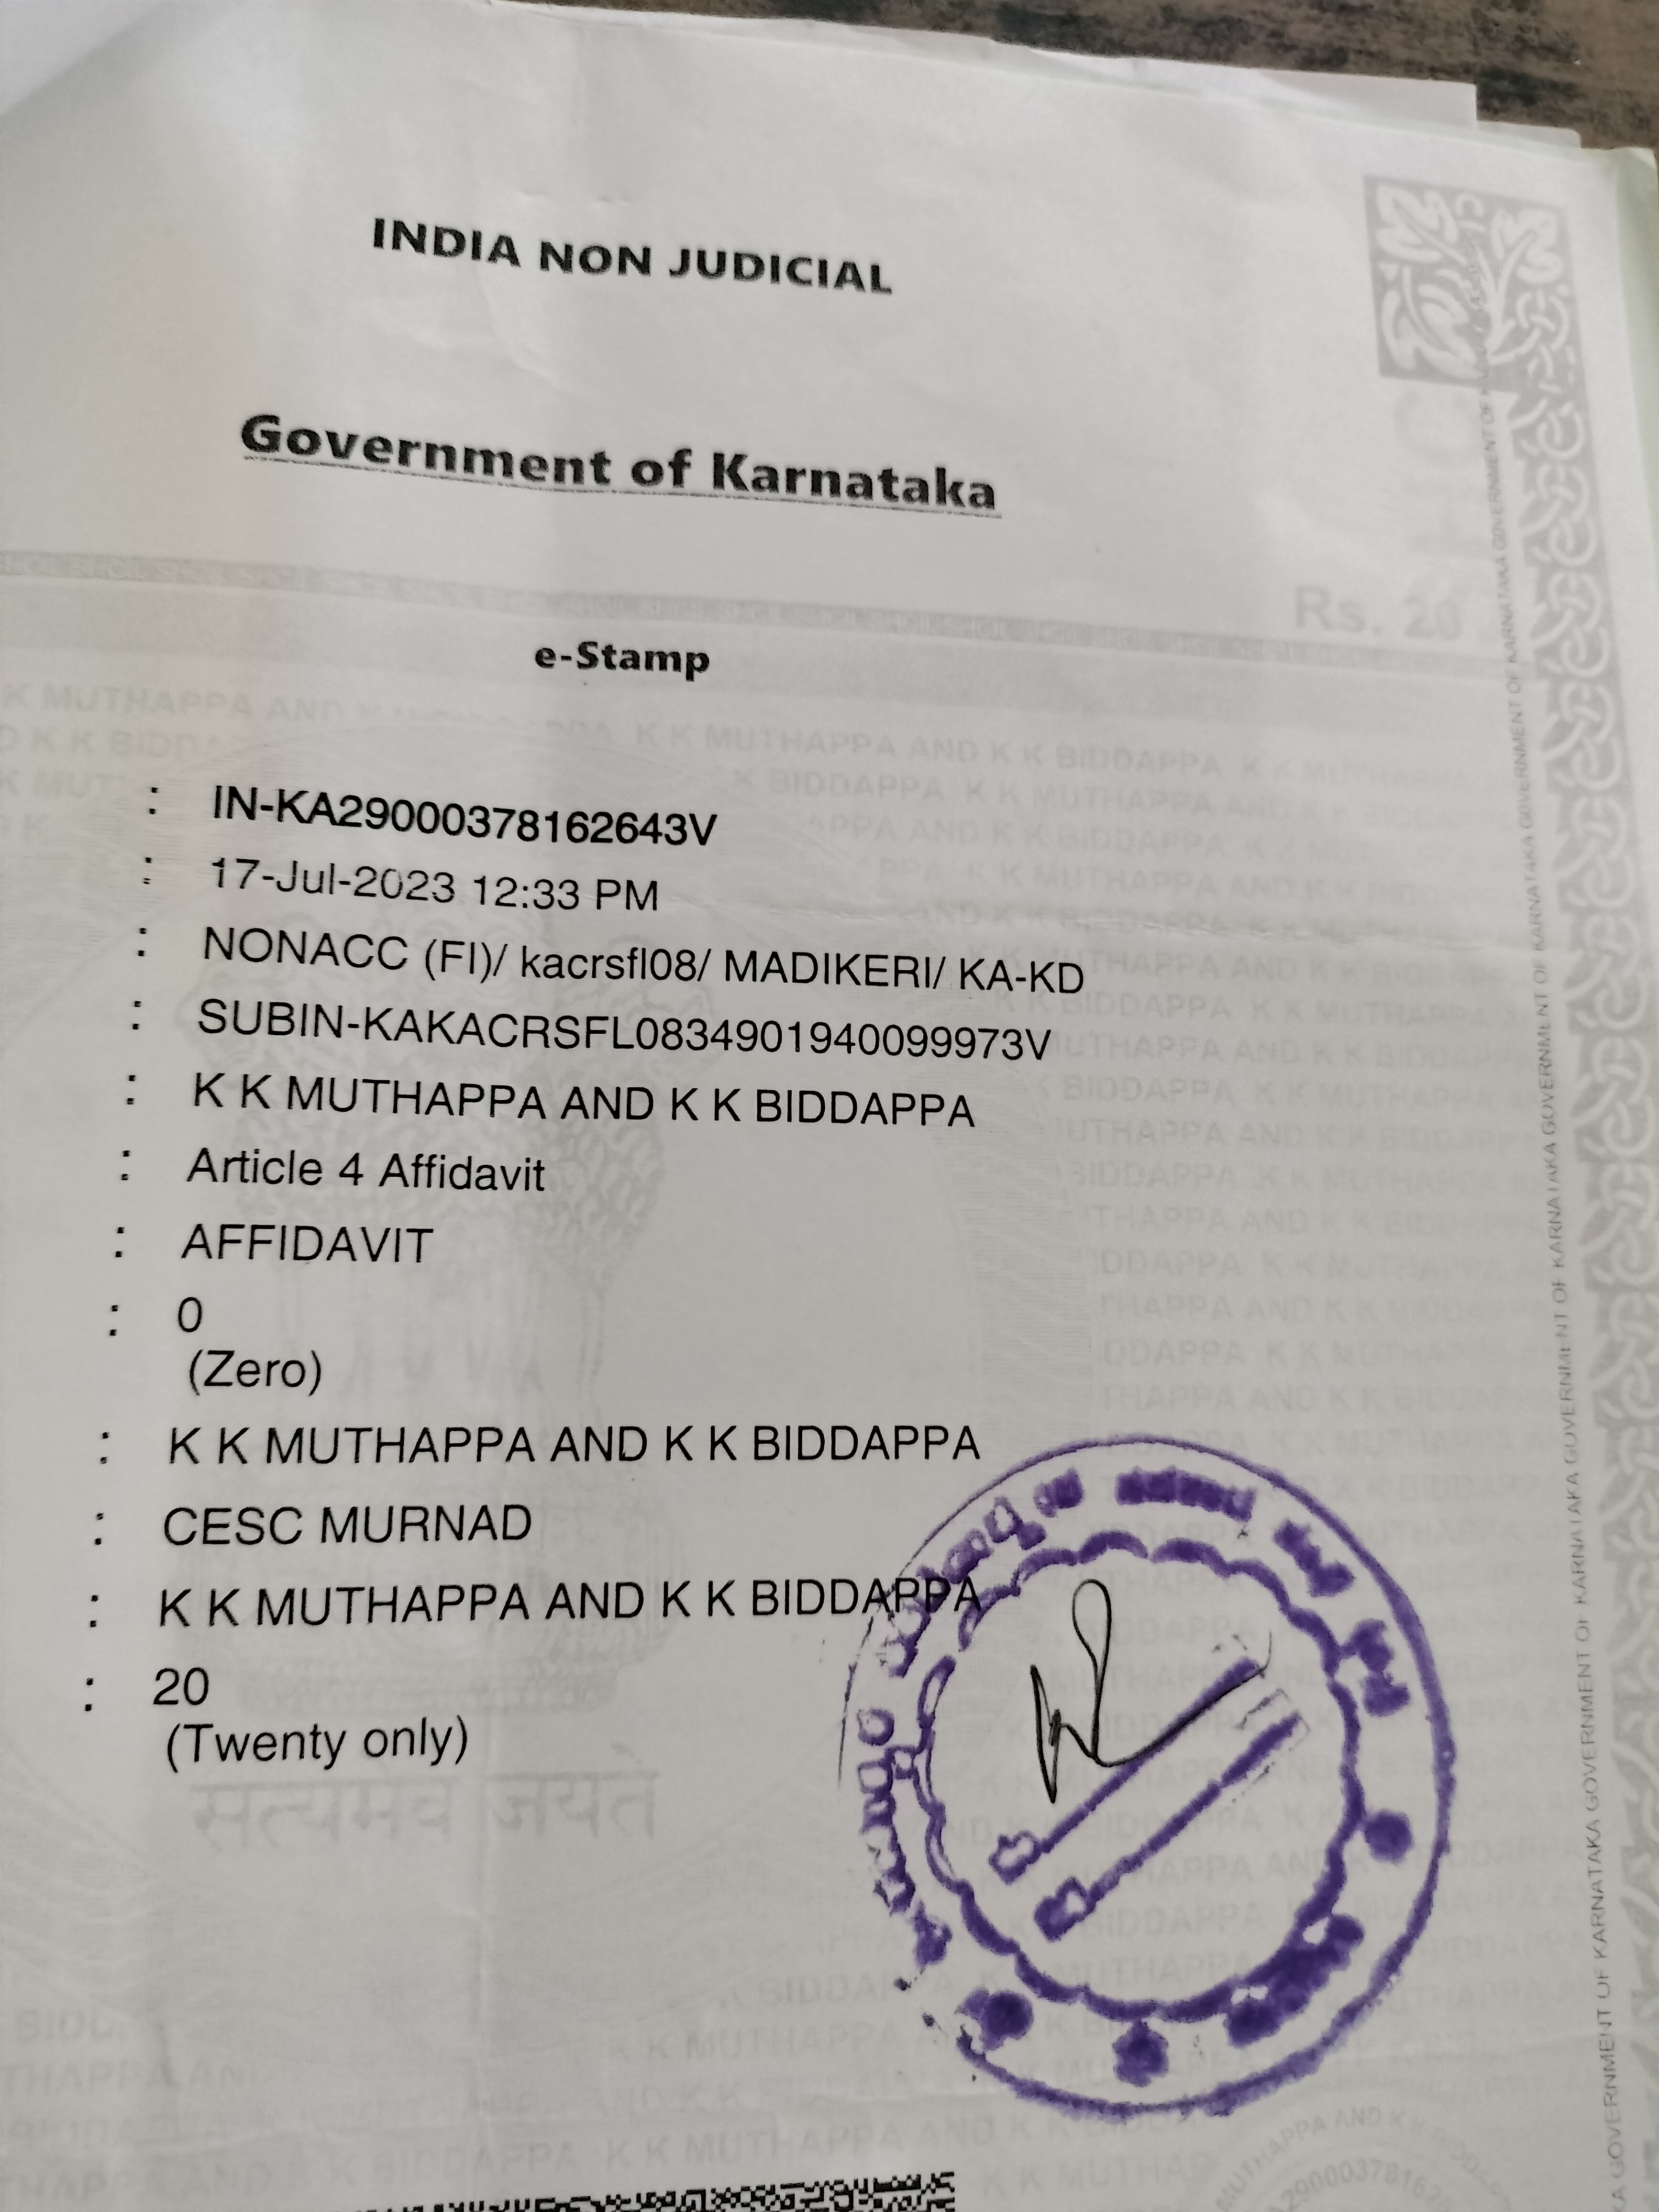 INDIA NON JUDICIAL
Government of Karnataka
Rs. 20
e-Stamp
: IN-KA29000378162643V
: 17-Jul-2023 12:33 PM
: NONACC (FI)/ kacrsfl08/ MADIKERI/ KA-KD
: SUBIN-KAKACRSFL0834901940099973V
: K K MUTHAPPA AND K K BIDDAPPA
: Article 4 Affidavit
: AFFIDAVIT
: 0
(Zero)
: K K MUTHAPPA AND K K BIDDAPPA
: CESC MURNAD
: K K MUTHAPPA AND K K BIDDAPPA
: 20
(Twenty only)
सत्यमेव जयते